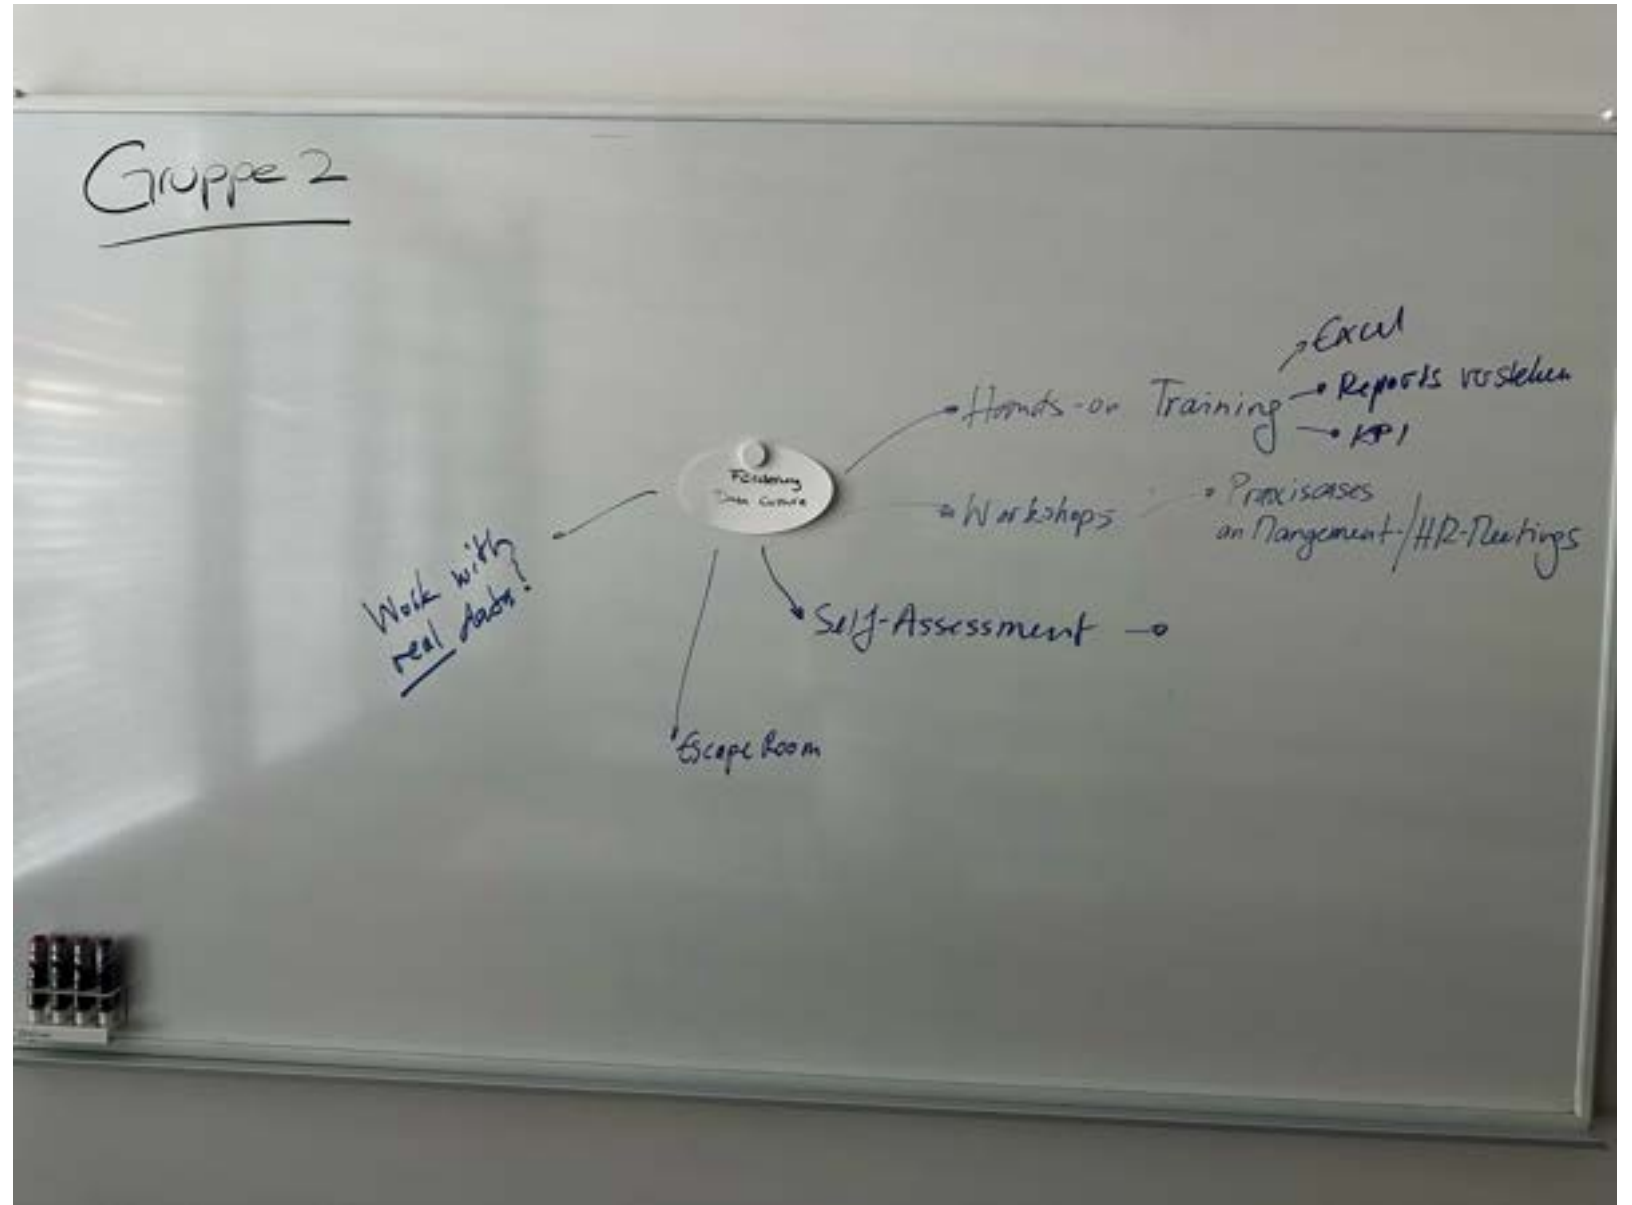 Gruppe 2
Excel
Hands-on Training
Reports verstehen
KPI
Förderung
Data Culture
Workshops
Praxiscases
an Mangement-/HR-Meetings
Work with
real data!
Self-Assessment
Escape Room